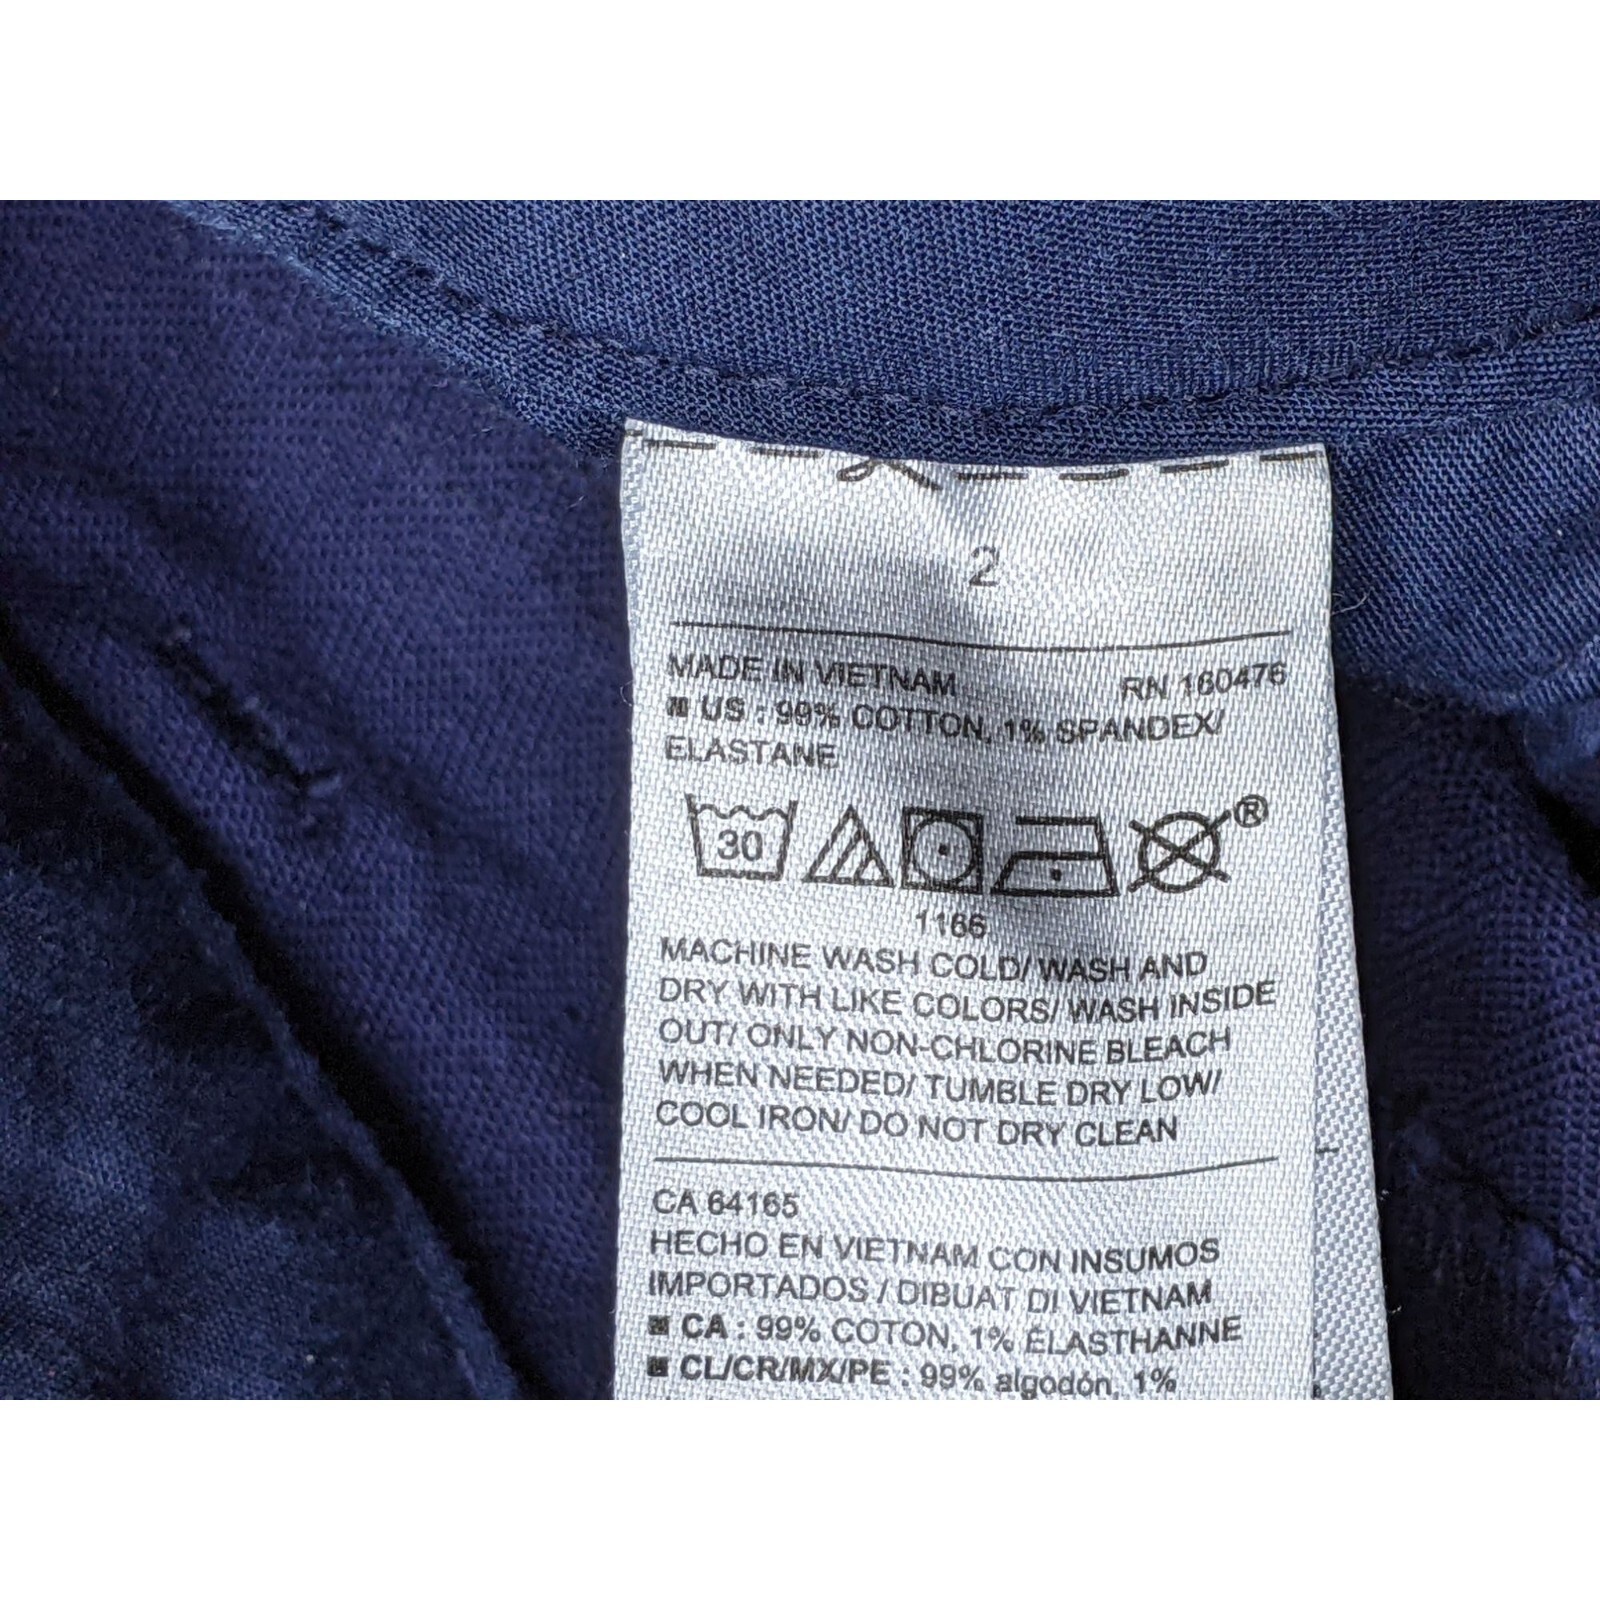 2
MADE IN VIETNAM RN 160476
US : 99% COTTON, 1% SPANDEX/
ELASTANE
30 ®
1166
MACHINE WASH COLD/ WASH AND
DRY WITH LIKE COLORS/ WASH INSIDE
OUT/ ONLY NON-CHLORINE BLEACH
WHEN NEEDED/ TUMBLE DRY LOW/
COOL IRON/ DO NOT DRY CLEAN
CA 64165
HECHO EN VIETNAM CON INSUMOS
IMPORTADOS / DIBUAT DI VIETNAM
CA : 99% COTON, 1% ÉLASTHANNE
CL/CR/MX/PE : 99% algodón, 1%